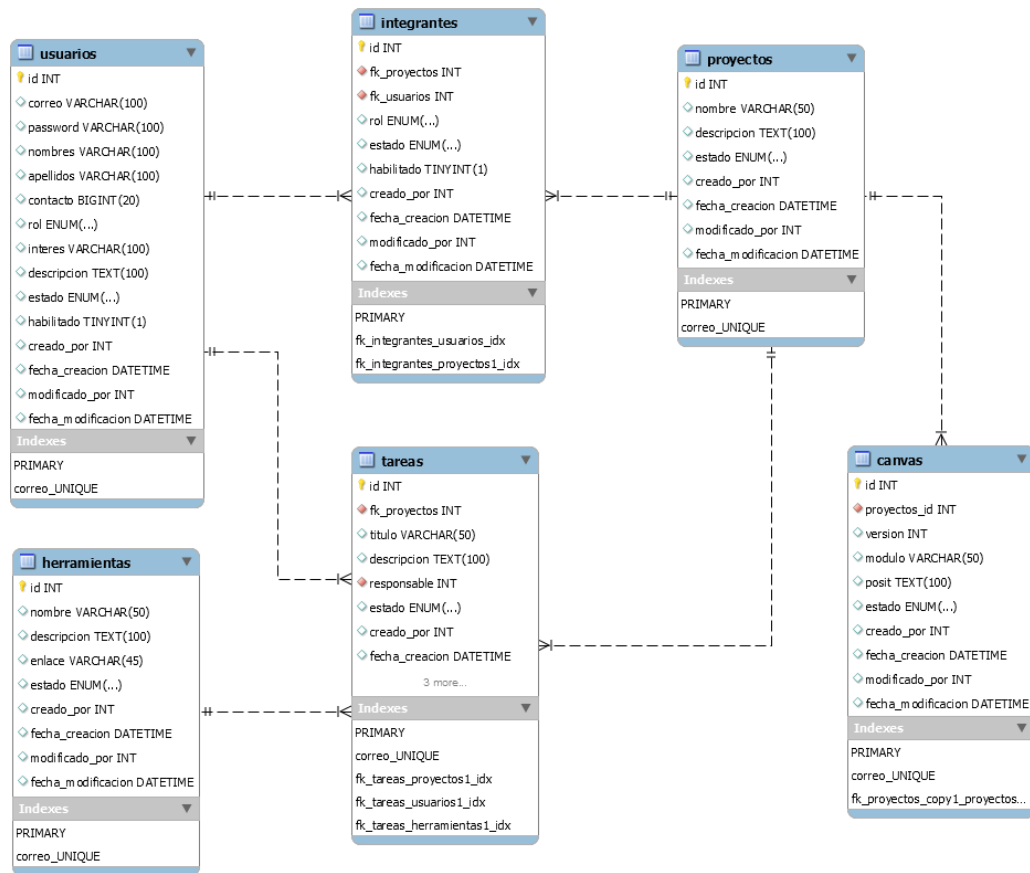 usuarios
id INT
correo VARCHAR(100)
password VARCHAR(100)
nombres VARCHAR(100)
apellidos VARCHAR(100)
contacto BIGINT(20)
rol ENUM(...)
interes VARCHAR(100)
descripcion TEXT(100)
estado ENUM(...)
habilitado TINYINT(1)
creado_por INT
fecha_creacion DATETIME
modificado_por INT
fecha_modificacion DATETIME
Indexes
PRIMARY
correo_UNIQUE
integrantes
id INT
fk_proyectos INT
fk_usuarios INT
rol ENUM(...)
estado ENUM(...)
habilitado TINYINT(1)
creado_por INT
fecha_creacion DATETIME
modificado_por INT
fecha_modificacion DATETIME
Indexes
PRIMARY
fk_integrantes_usuarios_idx
fk_integrantes_proyectos1_idx
proyectos
id INT
nombre VARCHAR(50)
descripcion TEXT(100)
estado ENUM(...)
creado_por INT
fecha_creacion DATETIME
modificado_por INT
fecha_modificacion DATETIME
Indexes
PRIMARY
correo_UNIQUE
herramientas
id INT
nombre VARCHAR(50)
descripcion TEXT(100)
enlace VARCHAR(45)
estado ENUM(...)
creado_por INT
fecha_creacion DATETIME
modificado_por INT
fecha_modificacion DATETIME
Indexes
PRIMARY
correo_UNIQUE
tareas
id INT
fk_proyectos INT
titulo VARCHAR(50)
descripcion TEXT(100)
responsable INT
estado ENUM(...)
creado_por INT
fecha_creacion DATETIME
3 more...
Indexes
PRIMARY
correo_UNIQUE
fk_tareas_proyectos1_idx
fk_tareas_usuarios1_idx
fk_tareas_herramientas1_idx
canvas
id INT
proyectos_id INT
version INT
modulo VARCHAR(50)
posit TEXT(100)
estado ENUM(...)
creado_por INT
fecha_creacion DATETIME
modificado_por INT
fecha_modificacion DATETIME
Indexes
PRIMARY
correo_UNIQUE
fk_proyectos_copy1_proyectos...